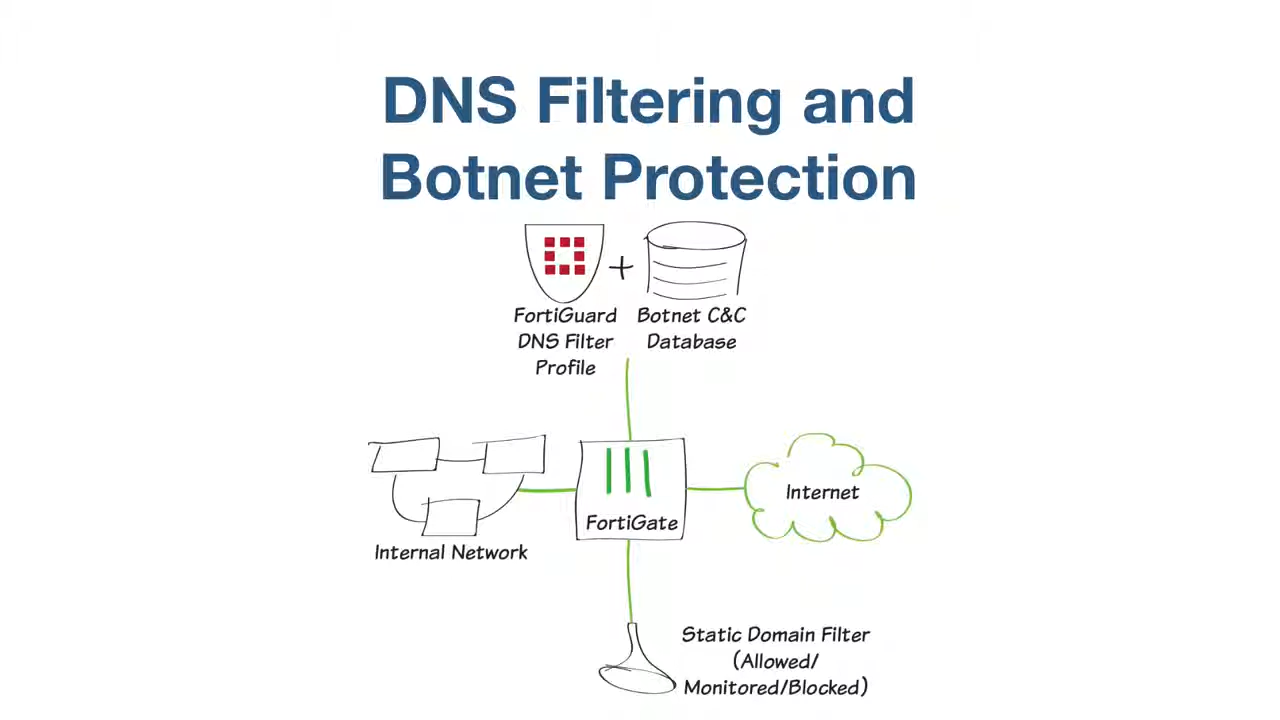 DNS Filtering and
Botnet Protection
FortiGuard
DNS Filter
Profile
+
Botnet C&C
Database
Internal Network
FortiGate
Internet
Static Domain Filter
(Allowed/
Monitored/Blocked)